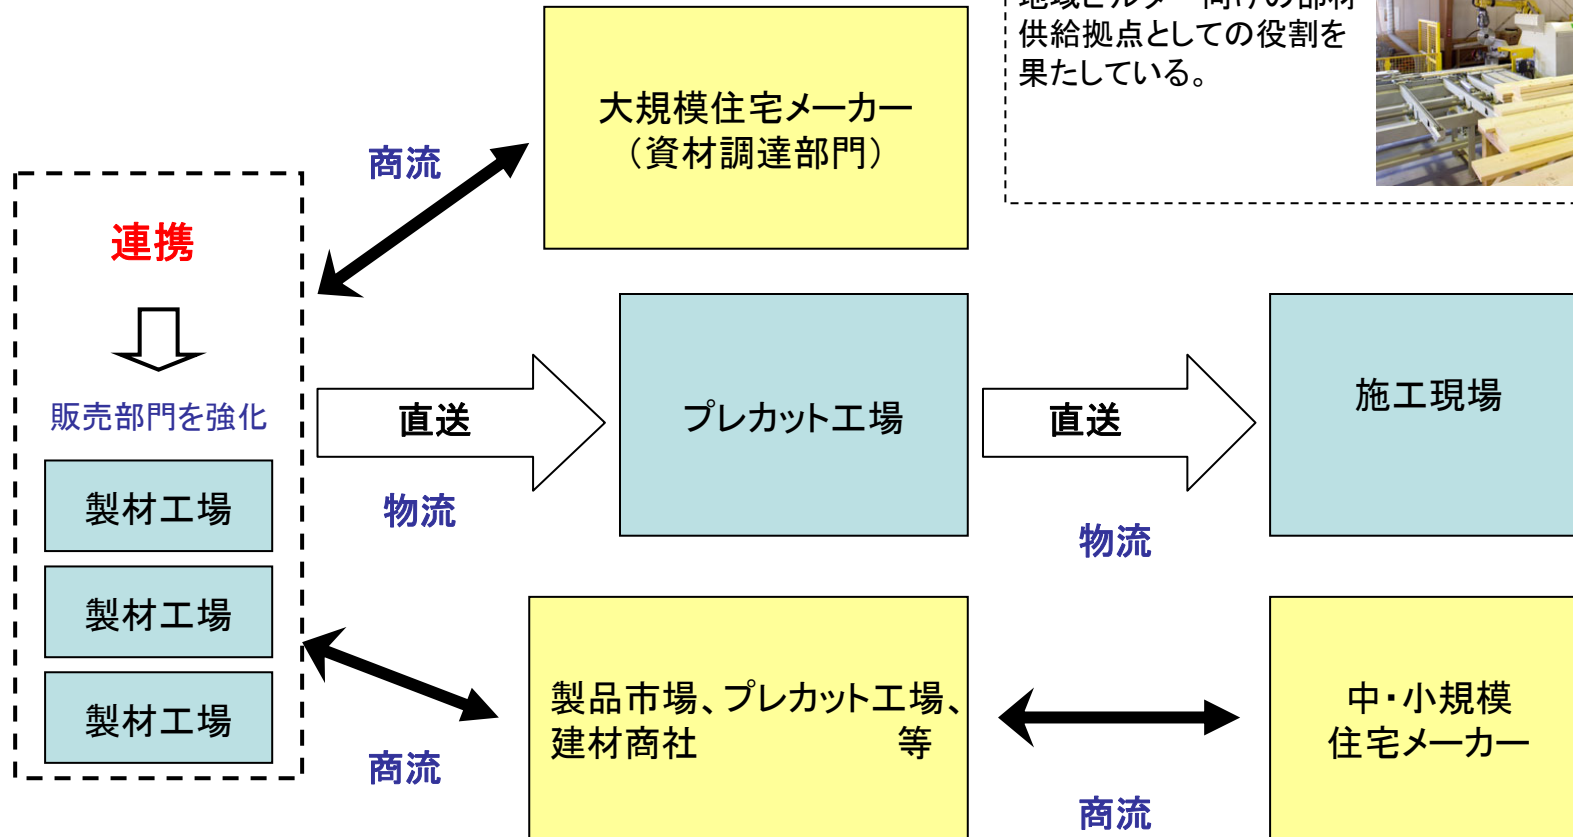 供給拠点としての役割を
果たしている。
大規模住宅メーカー
（資材調達部門）
商流
連携
販売部門を強化
製材工場
製材工場
製材工場
直送
物流
プレカット工場
直送
物流
施工現場
商流
製品市場、プレカット工場、
建材商社　等
商流
中・小規模
住宅メーカー